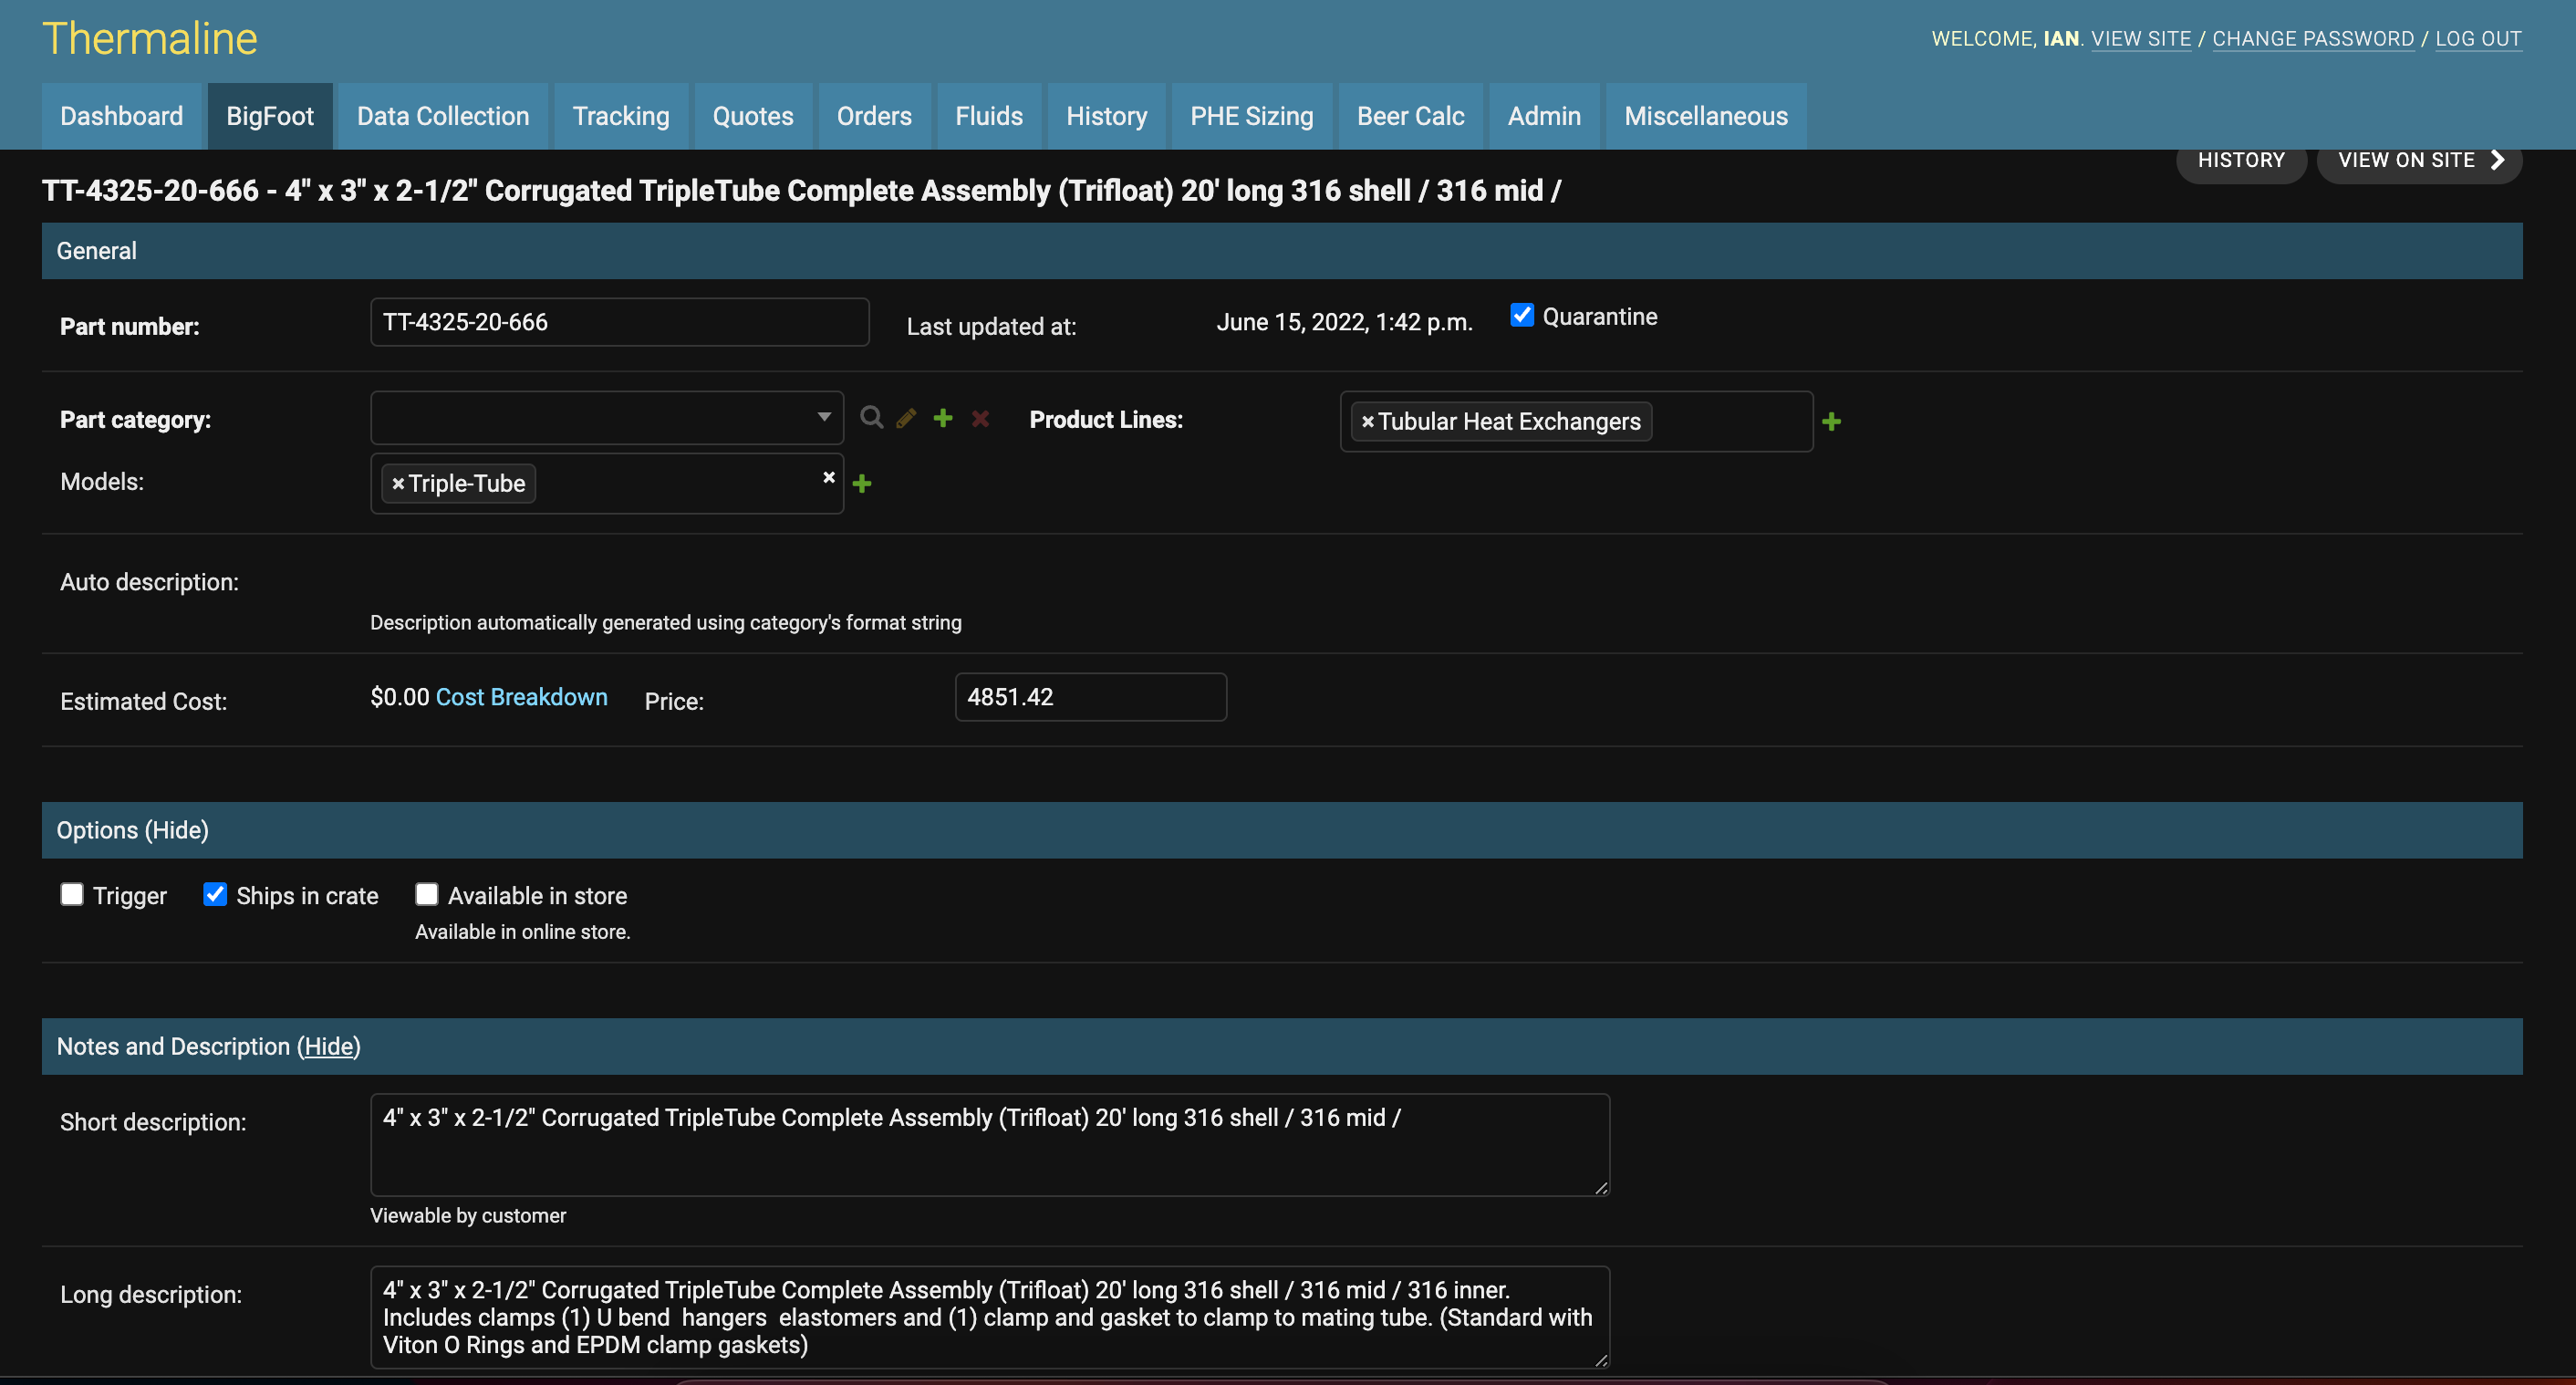 Thermaline
WELCOME, IAN. VIEW SITE / CHANGE PASSWORD / LOG OUT
Dashboard BigFoot Data Collection Tracking Quotes Orders Fluids History PHE Sizing Beer Calc Admin Miscellaneous
HISTORY VIEW ON SITE
TT-4325-20-666 - 4" x 3" x 2-1/2" Corrugated TripleTube Complete Assembly (Trifloat) 20' long 316 shell / 316 mid /
General
Part number: TT-4325-20-666 Last updated at: June 15, 2022, 1:42 p.m. Quarantine
Part category: Product Lines: ×Tubular Heat Exchangers
Models: ×Triple-Tube ×
Auto description:
Description automatically generated using category's format string
Estimated Cost: $0.00 Cost Breakdown Price: 4851.42
Options (Hide)
Trigger Ships in crate Available in store
Available in online store.
Notes and Description (Hide)
Short description: 4" x 3" x 2-1/2" Corrugated TripleTube Complete Assembly (Trifloat) 20' long 316 shell / 316 mid /
Viewable by customer
Long description: 4" x 3" x 2-1/2" Corrugated TripleTube Complete Assembly (Trifloat) 20' long 316 shell / 316 mid / 316 inner.
Includes clamps (1) U bend  hangers  elastomers and (1) clamp and gasket to clamp to mating tube. (Standard with
Viton O Rings and EPDM clamp gaskets)